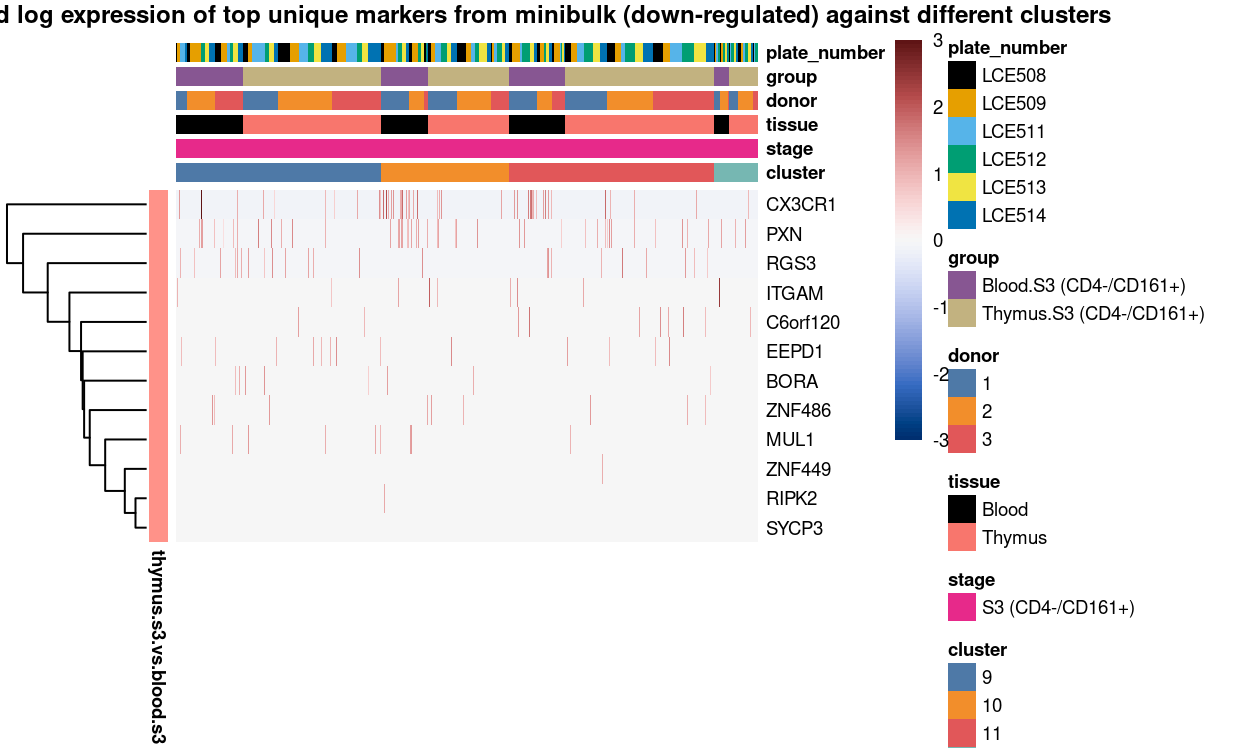 d log expression of top unique markers from minibulk (down-regulated) against different clusters
plate_number
group
donor
tissue
stage
cluster
CX3CR1
PXN
RGS3
ITGAM
C6orf120
EEPD1
BORA
ZNF486
MUL1
ZNF449
RIPK2
SYCP3
thymus.s3.vs.blood.s3
3
2
1
0
-1
-2
-3
plate_number
LCE508
LCE509
LCE511
LCE512
LCE513
LCE514
group
Blood.S3 (CD4-/CD161+)
Thymus.S3 (CD4-/CD161+)
donor
1
2
3
tissue
Blood
Thymus
stage
S3 (CD4-/CD161+)
cluster
9
10
11